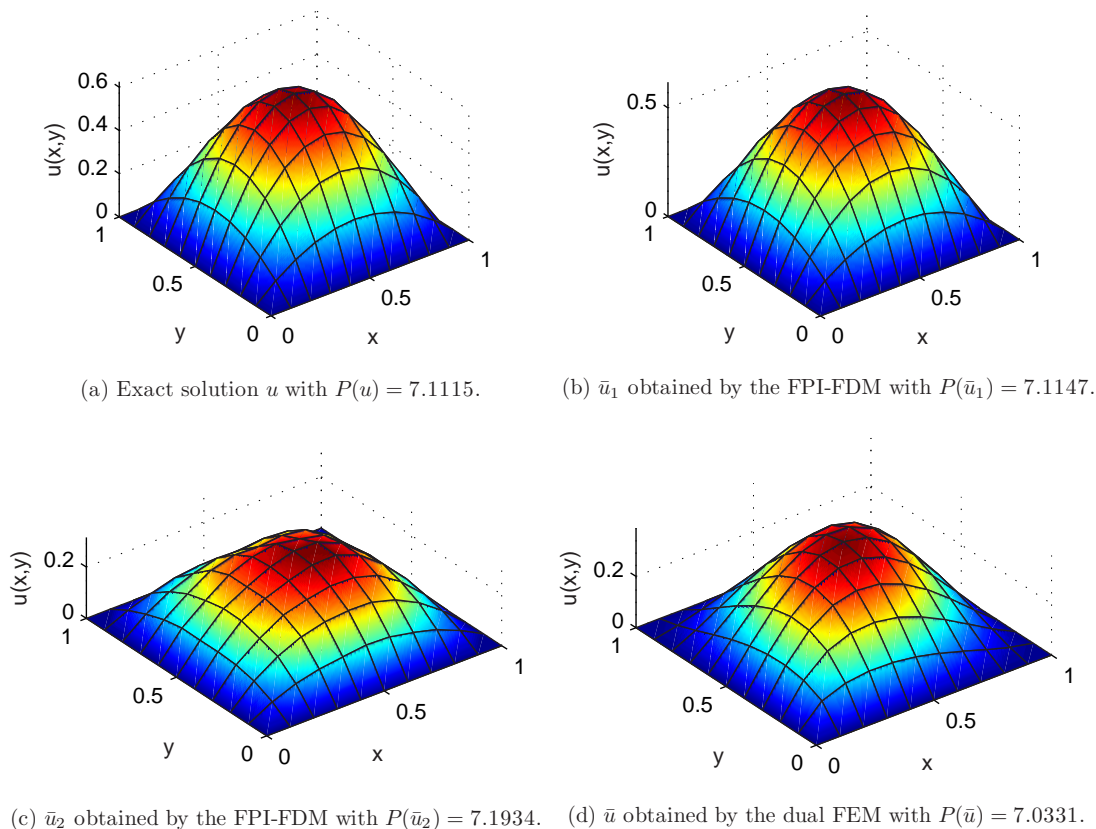 0.6
0.4
0.2
0
u(x,y)
1
0.5
0
y
0
0.5
1
x
0.5
0
u(x,y)
1
0.5
0
y
0
0.5
1
x
(a) Exact solution u with P(u) = 7.1115.
(b) ū₁ obtained by the FPI-FDM with P(ū₁) = 7.1147.
0.2
0
u(x,y)
1
0.5
0
y
0
0.5
1
x
0.2
0
u(x,y)
1
0.5
0
y
0
0.5
1
x
(c) ū₂ obtained by the FPI-FDM with P(ū₂) = 7.1934.
(d) ū obtained by the dual FEM with P(ū) = 7.0331.